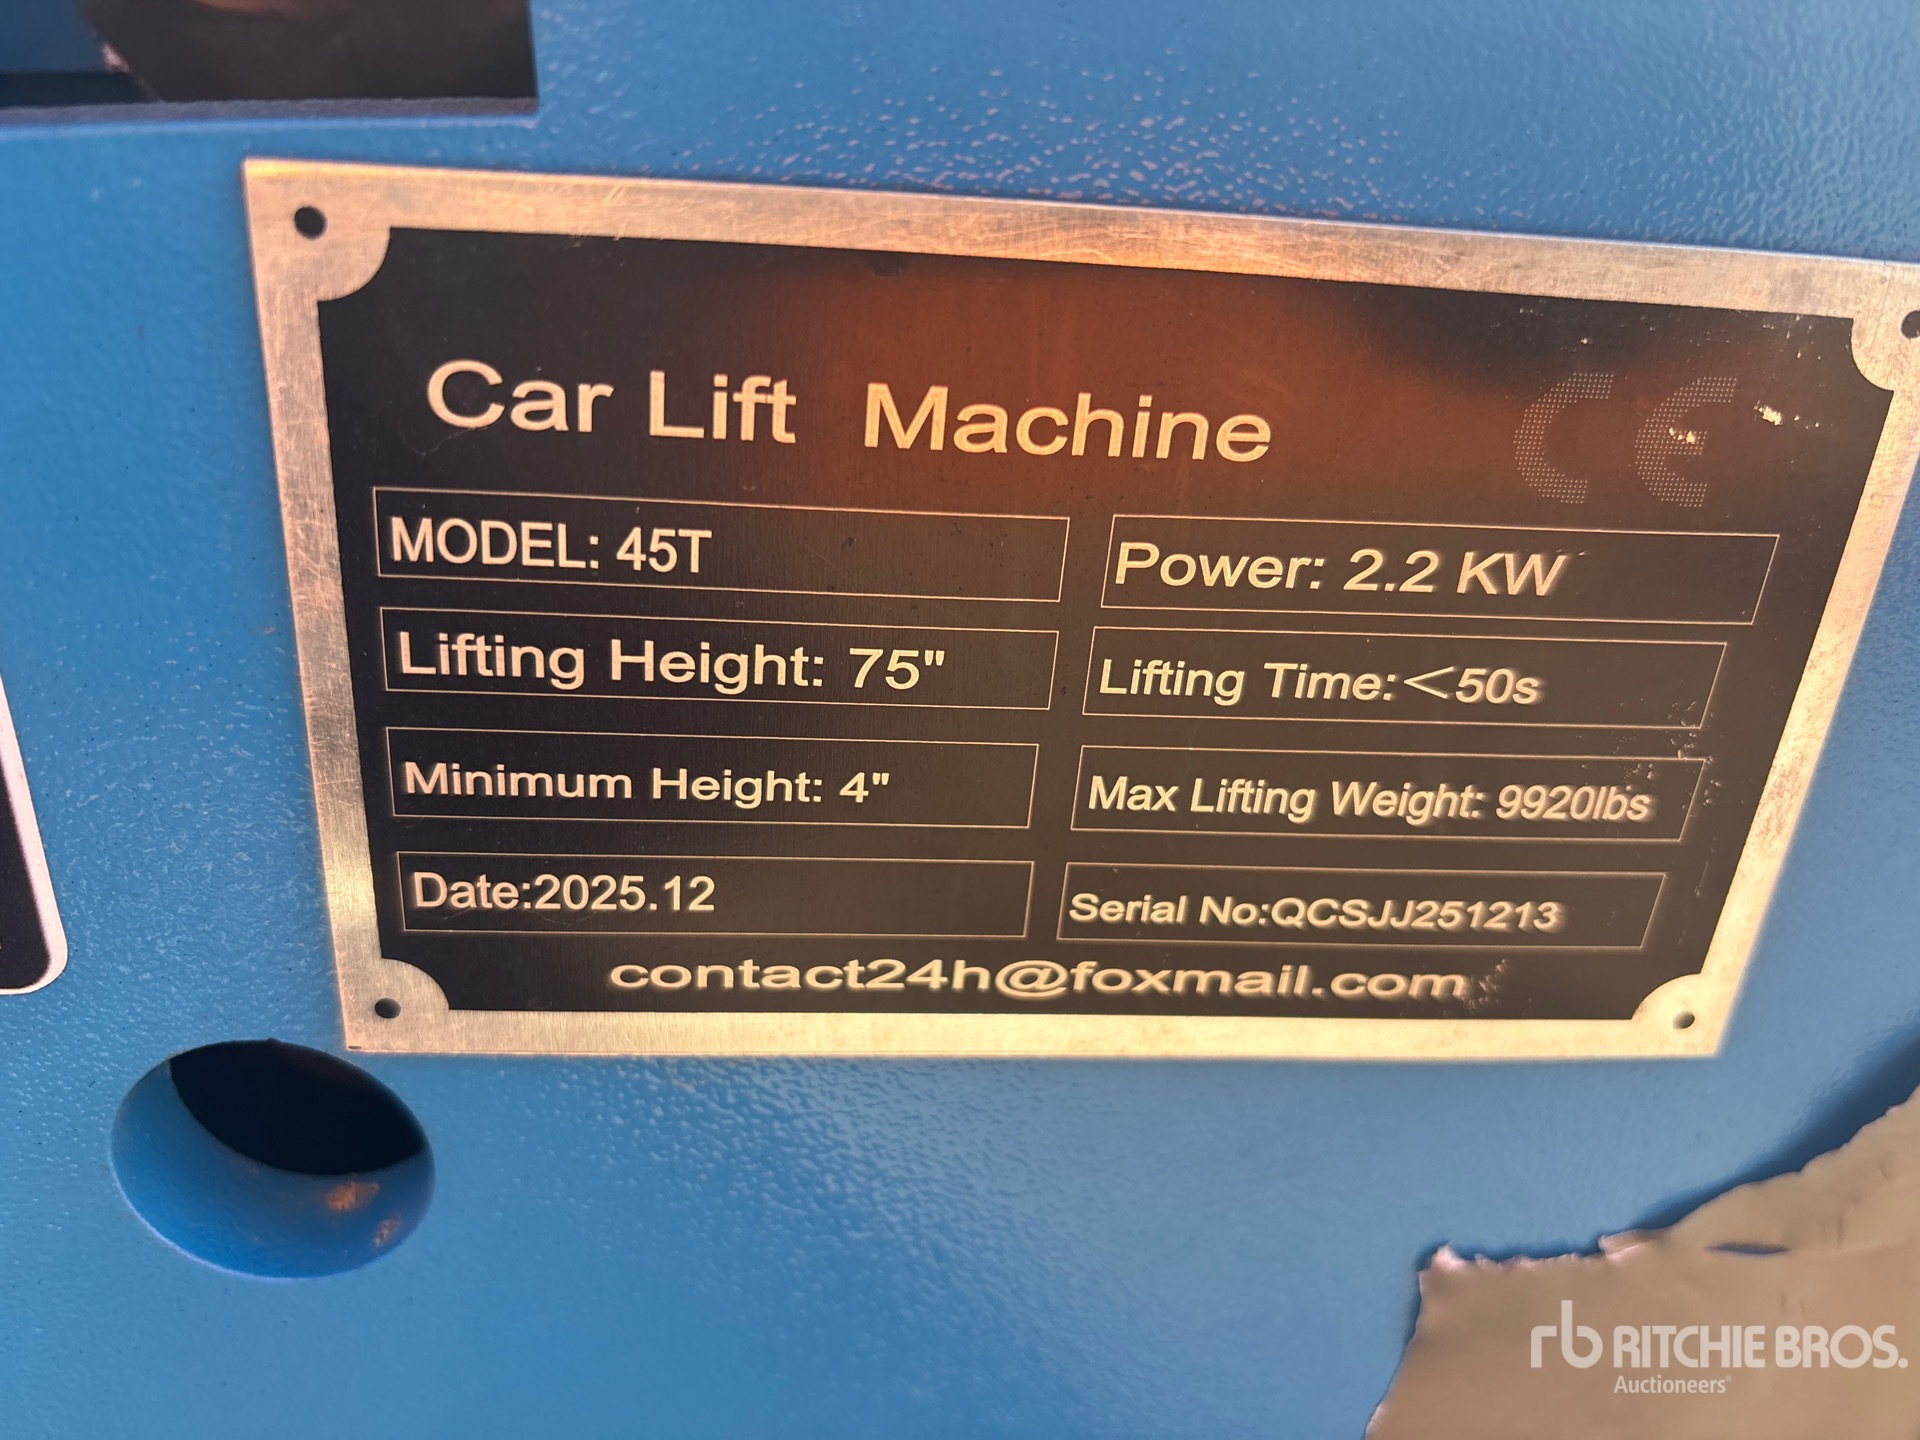 Car Lift Machine
CE
MODEL: 45T
Power: 2.2 KW
Lifting Height: 75"
Lifting Time:<50s
Minimum Height: 4"
Max Lifting Weight: 9920lbs
Date:2025.12
Serial No:QCSJJ251213
contact24h@foxmail.com
rb RITCHIE BROS.
Auctioneers